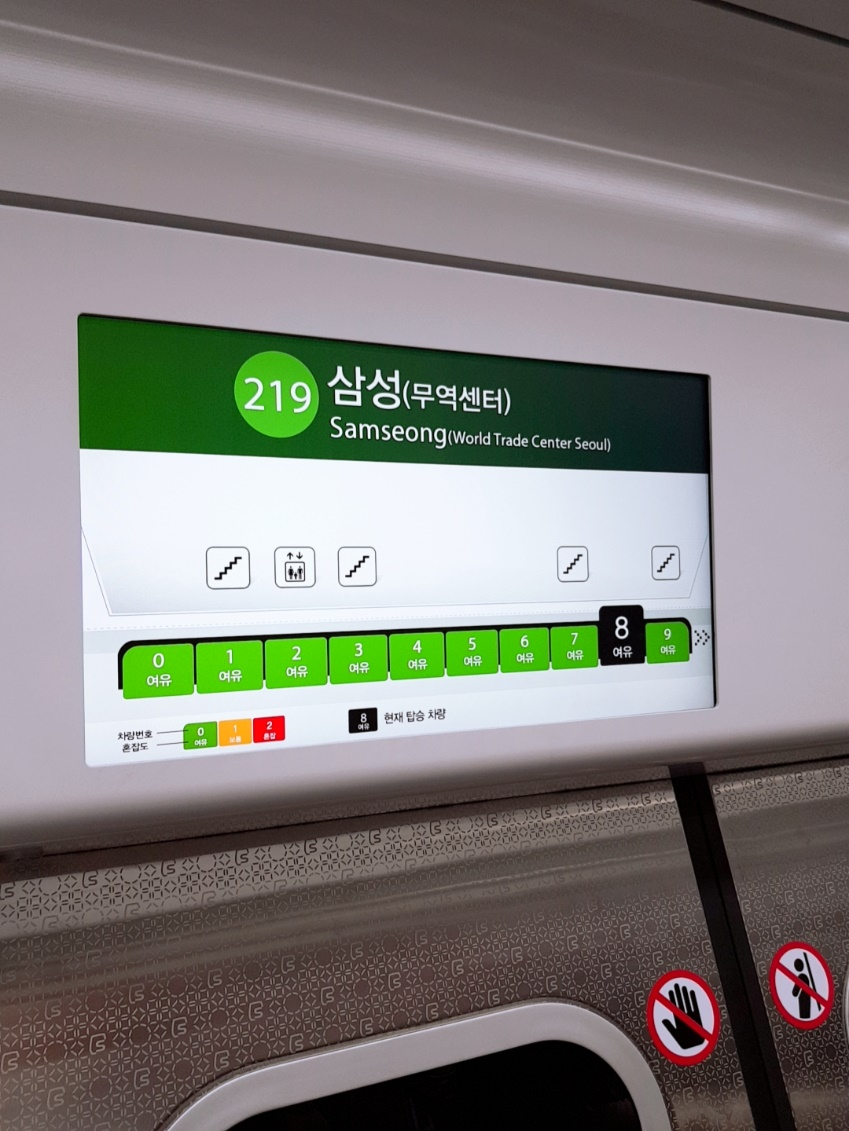 219 삼성(무역센터)
Samseong(World Trade Center Seoul)
0 1 2 3 4 5 6 7 8 9
여유 여유 여유 여유 여유 여유 여유 여유 여유 여유
차량번호 0 1 2 8 현재 탑승 차량
혼잡도 여유 보통 혼잡 여유